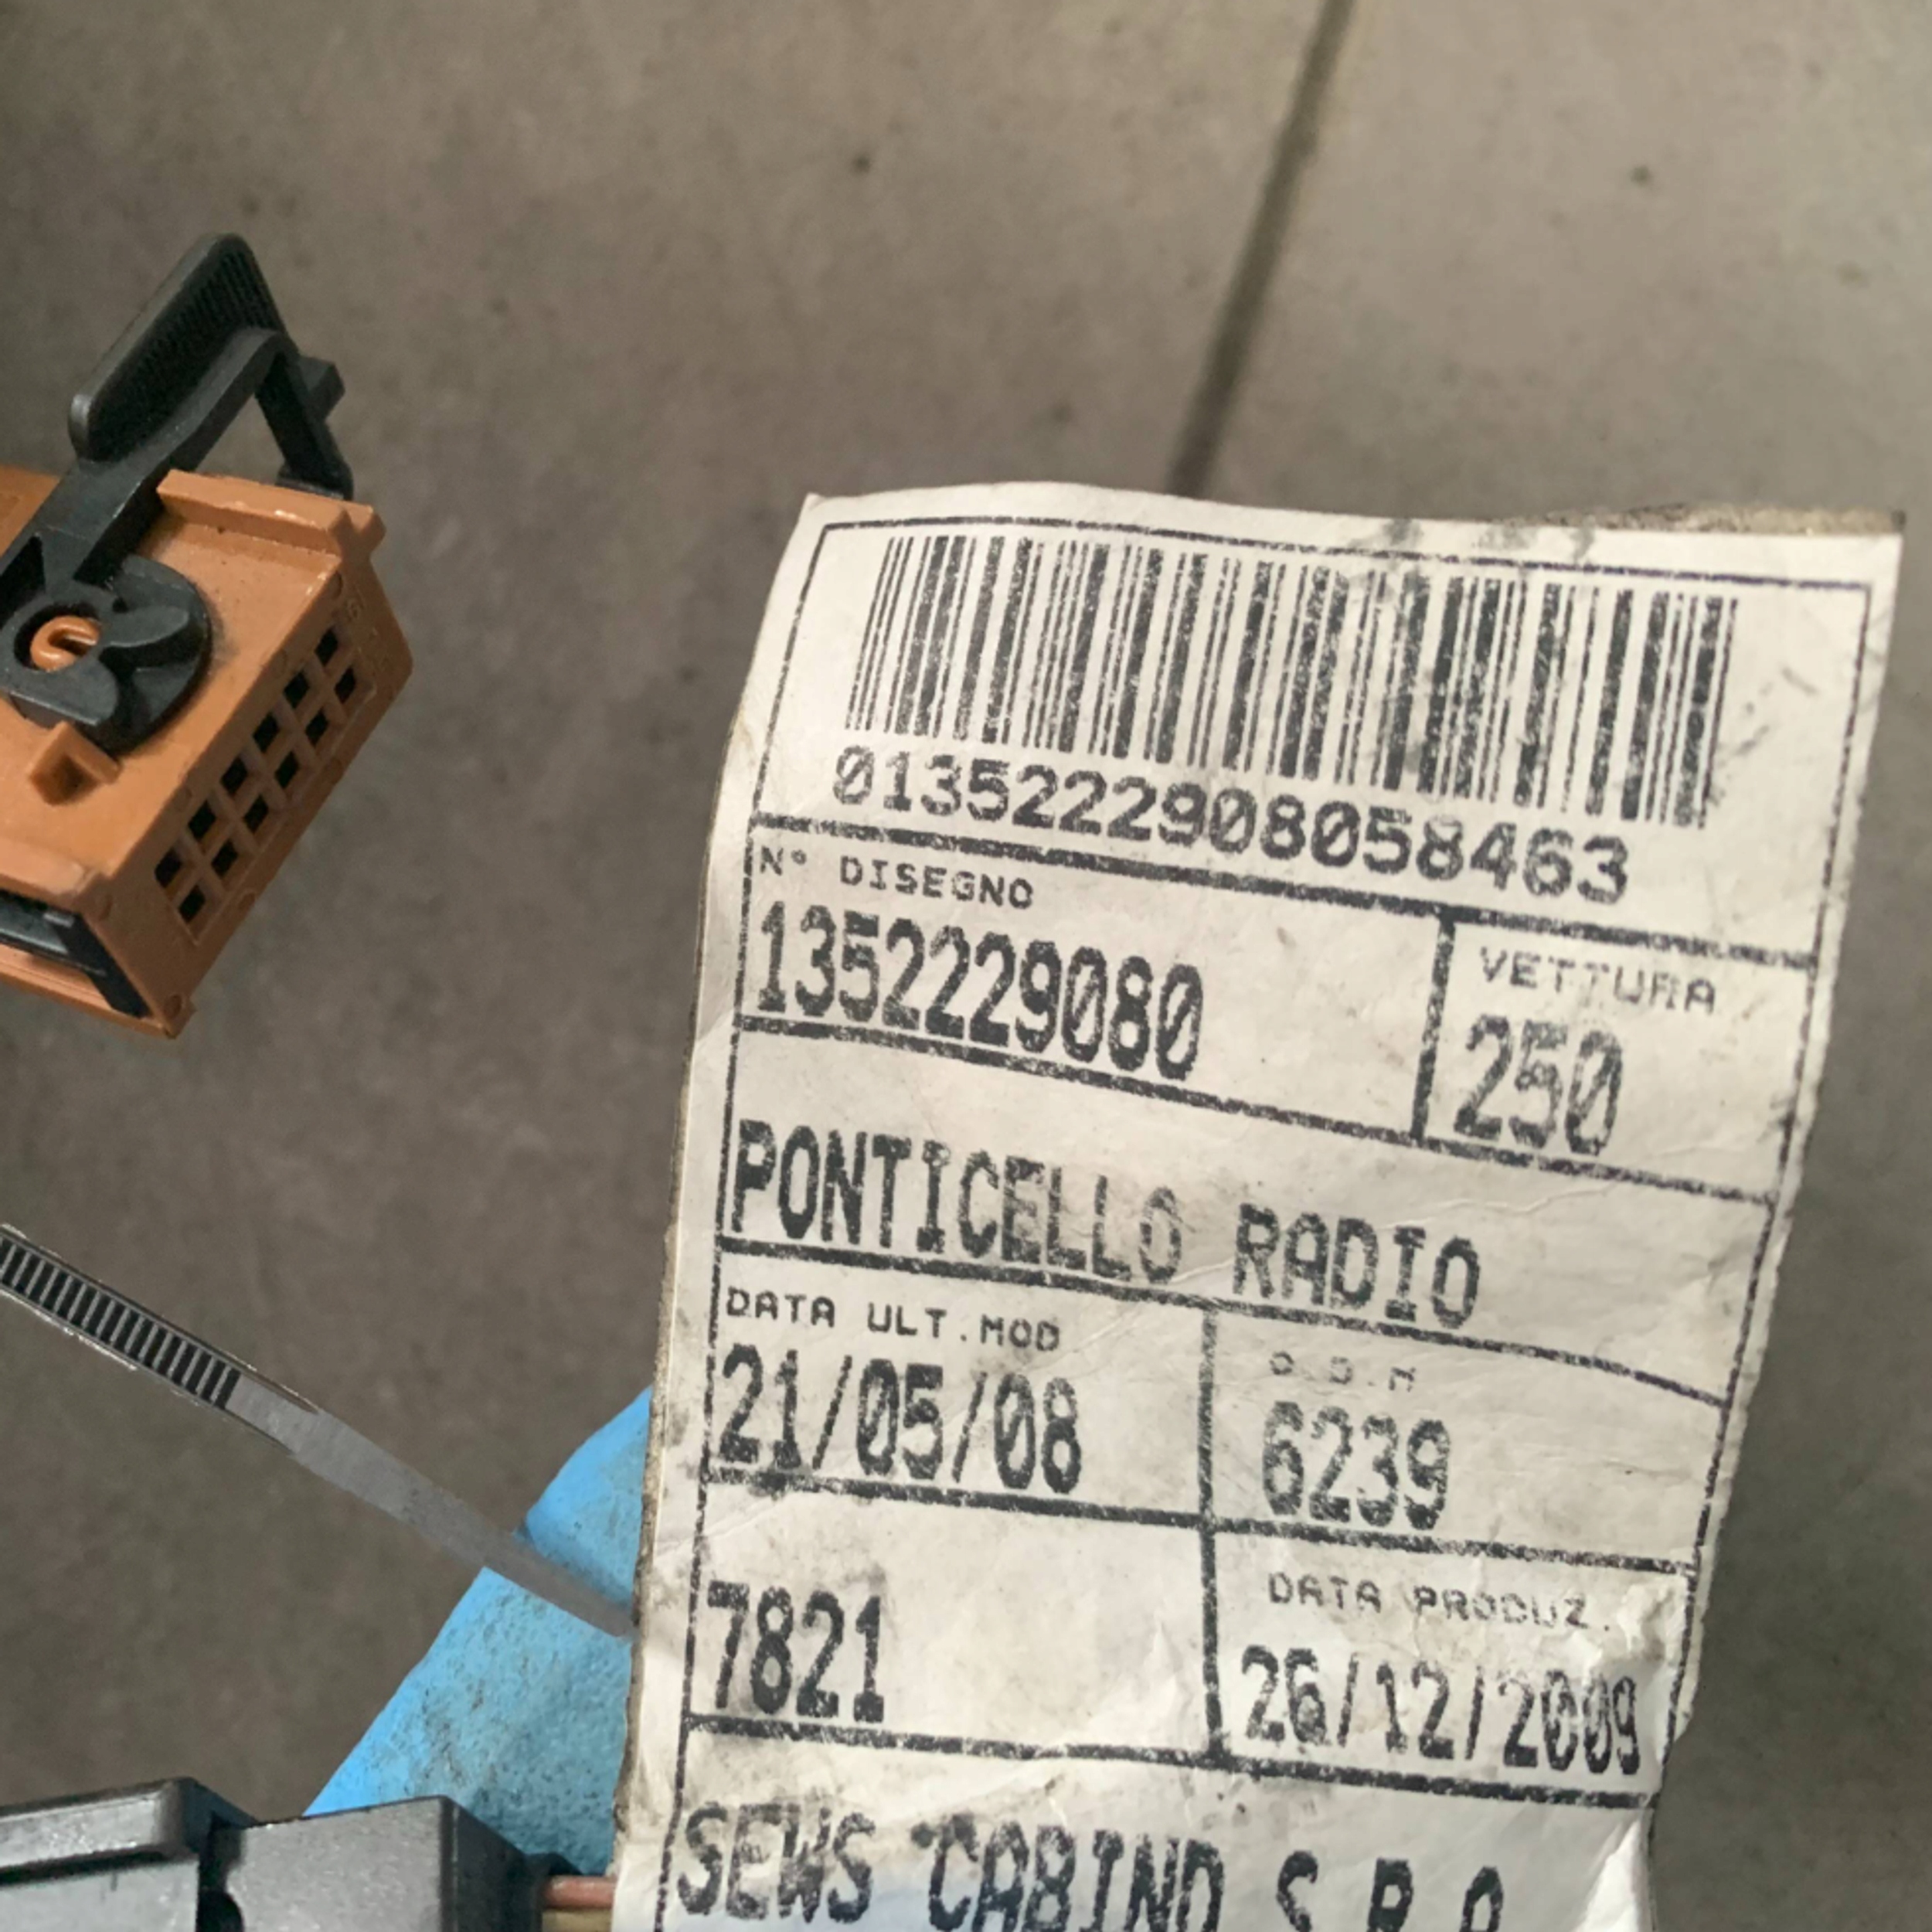 01352229080058463
N° DISEGNO
1352229080
VETTURA
250
PONTICELLO RADIO
DATA ULT.MOD
21/05/08
O.D.M
6239
7821
DATA PRODUZ.
26/12/2009
SEWS CABIND S.P.A